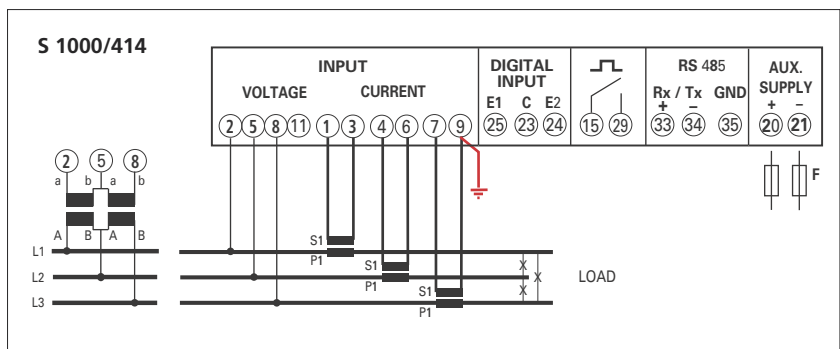 S 1000/414
INPUT
VOLTAGE CURRENT
2 5 8 11 1 3 4 6 7 9
DIGITAL
INPUT
E1 C E2
25 23 24
15 29
RS 485
Rx / Tx GND
+ −
33 34 35
AUX.
SUPPLY
+ −
20 21
F
2 5 8
a b a b
A B A B
L1
L2
L3
S1
P1
S1
P1
S1
P1
X
X
X
LOAD